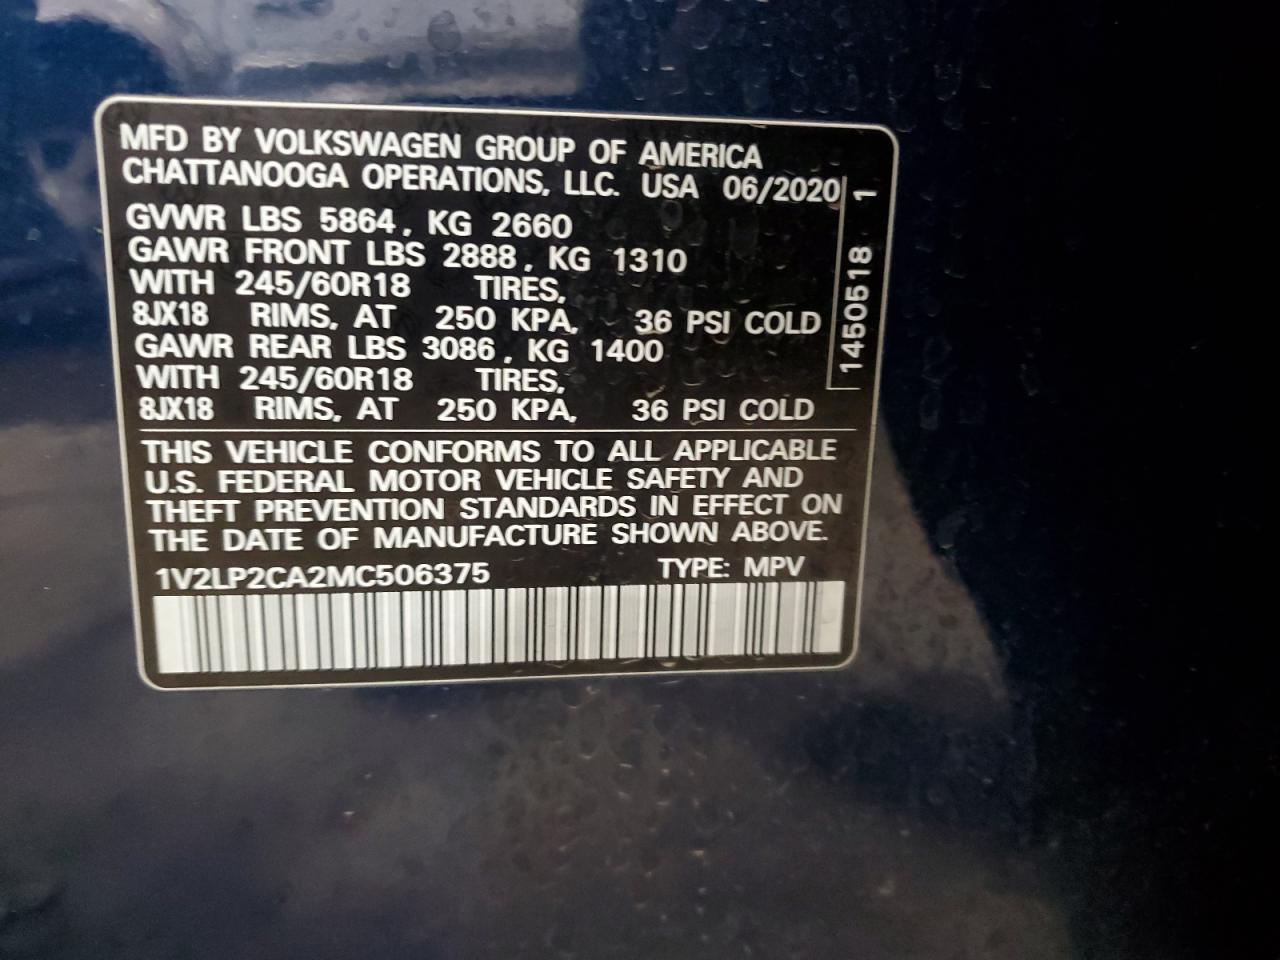 MFD BY VOLKSWAGEN GROUP OF AMERICA
CHATTANOOGA OPERATIONS, LLC. USA 06/2020
GVWR LBS 5864, KG 2660
GAWR FRONT LBS 2888, KG 1310
WITH 245/60R18 TIRES,
8JX18 RIMS, AT 250 KPA, 36 PSI COLD
GAWR REAR LBS 3086, KG 1400
WITH 245/60R18 TIRES,
8JX18 RIMS, AT 250 KPA, 36 PSI COLD
1450518 1
THIS VEHICLE CONFORMS TO ALL APPLICABLE
U.S. FEDERAL MOTOR VEHICLE SAFETY AND
THEFT PREVENTION STANDARDS IN EFFECT ON
THE DATE OF MANUFACTURE SHOWN ABOVE.
1V2LP2CA2MC506375 TYPE: MPV